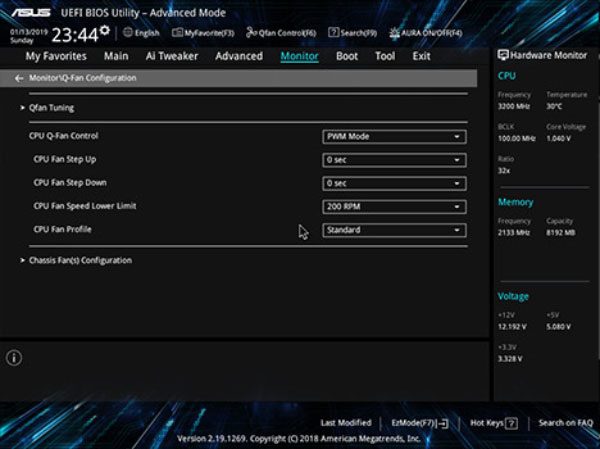 ASUS UEFI BIOS Utility – Advanced Mode
01/13/2019 Sunday 23:44 English MyFavorite(F3) Qfan Control(F6) Search(F9) AURA ON/OFF(F4)
My Favorites Main Ai Tweaker Advanced Monitor Boot Tool Exit
Hardware Monitor
← Monitor\Q-Fan Configuration
> Qfan Tuning
CPU Q-Fan Control PWM Mode
CPU Fan Step Up 0 sec
CPU Fan Step Down 0 sec
CPU Fan Speed Lower Limit 200 RPM
CPU Fan Profile Standard
> Chassis Fan(s) Configuration
CPU
Frequency Temperature
3200 MHz 30°C
BCLK Core Voltage
100.00 MHz 1.040 V
Ratio
32x
Memory
Frequency Capacity
2133 MHz 8192 MB
Voltage
+12V +5V
12.192 V 5.080 V
+3.3V
3.328 V
Last Modified EzMode(F7) Hot Keys ? Search on FAQ
Version 2.19.1269. Copyright (C) 2018 American Megatrends, Inc.